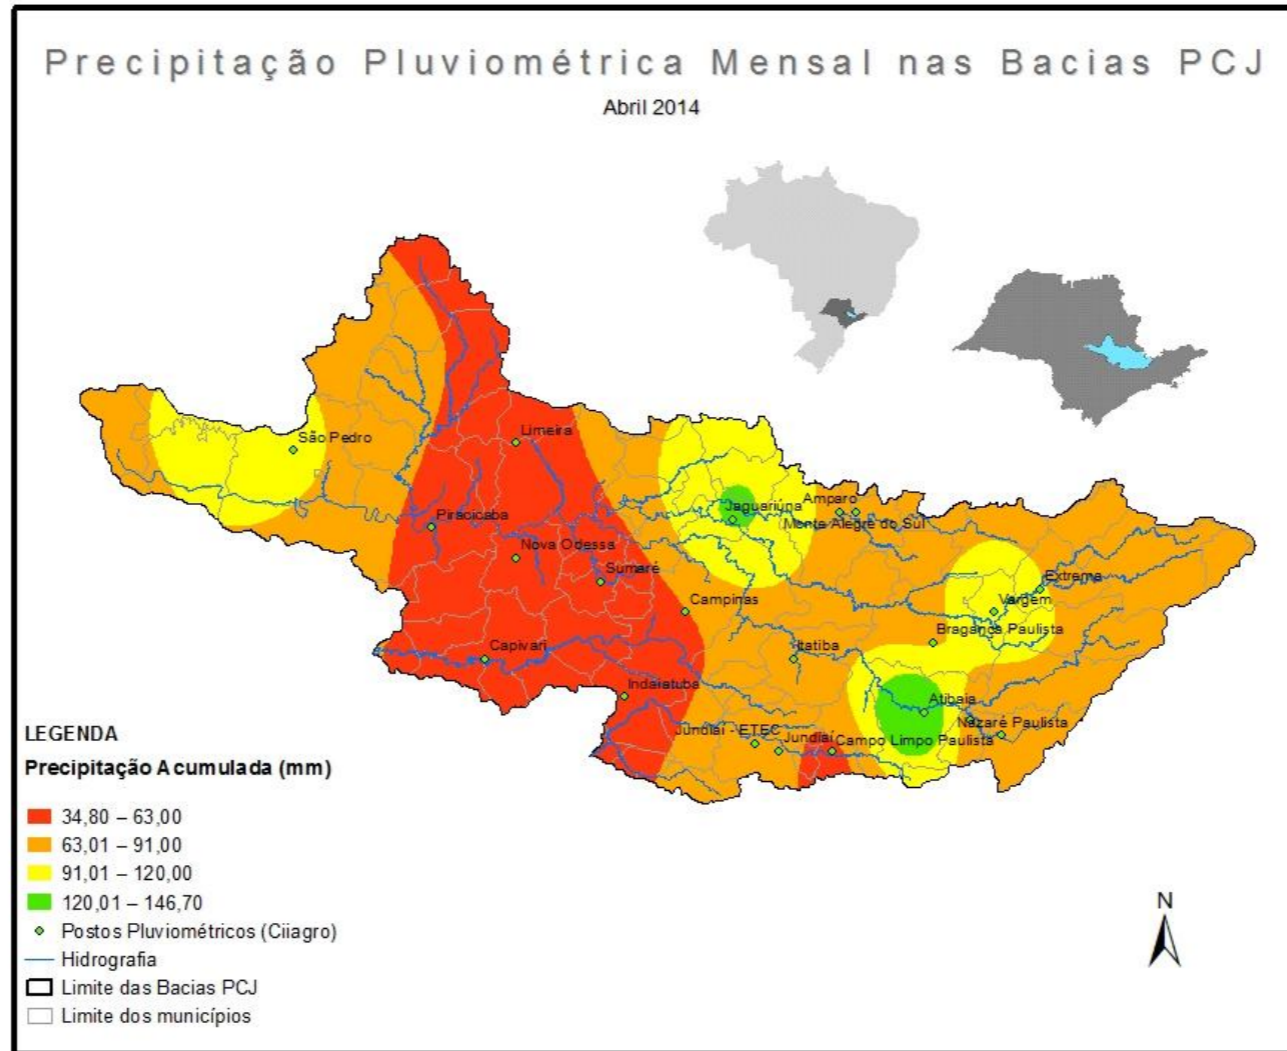 Precipitação Pluviométrica Mensal nas Bacias PCJ
Abril 2014
São Pedro
Limeira
Piracicaba
Nova Odessa
Sumaré
Jaguariúna
Amparo
Monte Alegre do Sul
Campinas
Extrema
Vargem
Bragança Paulista
Capivari
Itatiba
Indaiatuba
Atibaia
Nazaré Paulista
Jundiaí - ETEC
Jundiaí
Campo Limpo Paulista
LEGENDA
Precipitação Acumulada (mm)
34,80 – 63,00
63,01 – 91,00
91,01 – 120,00
120,01 – 146,70
Postos Pluviométricos (Ciiagro)
Hidrografia
Limite das Bacias PCJ
Limite dos municípios
N